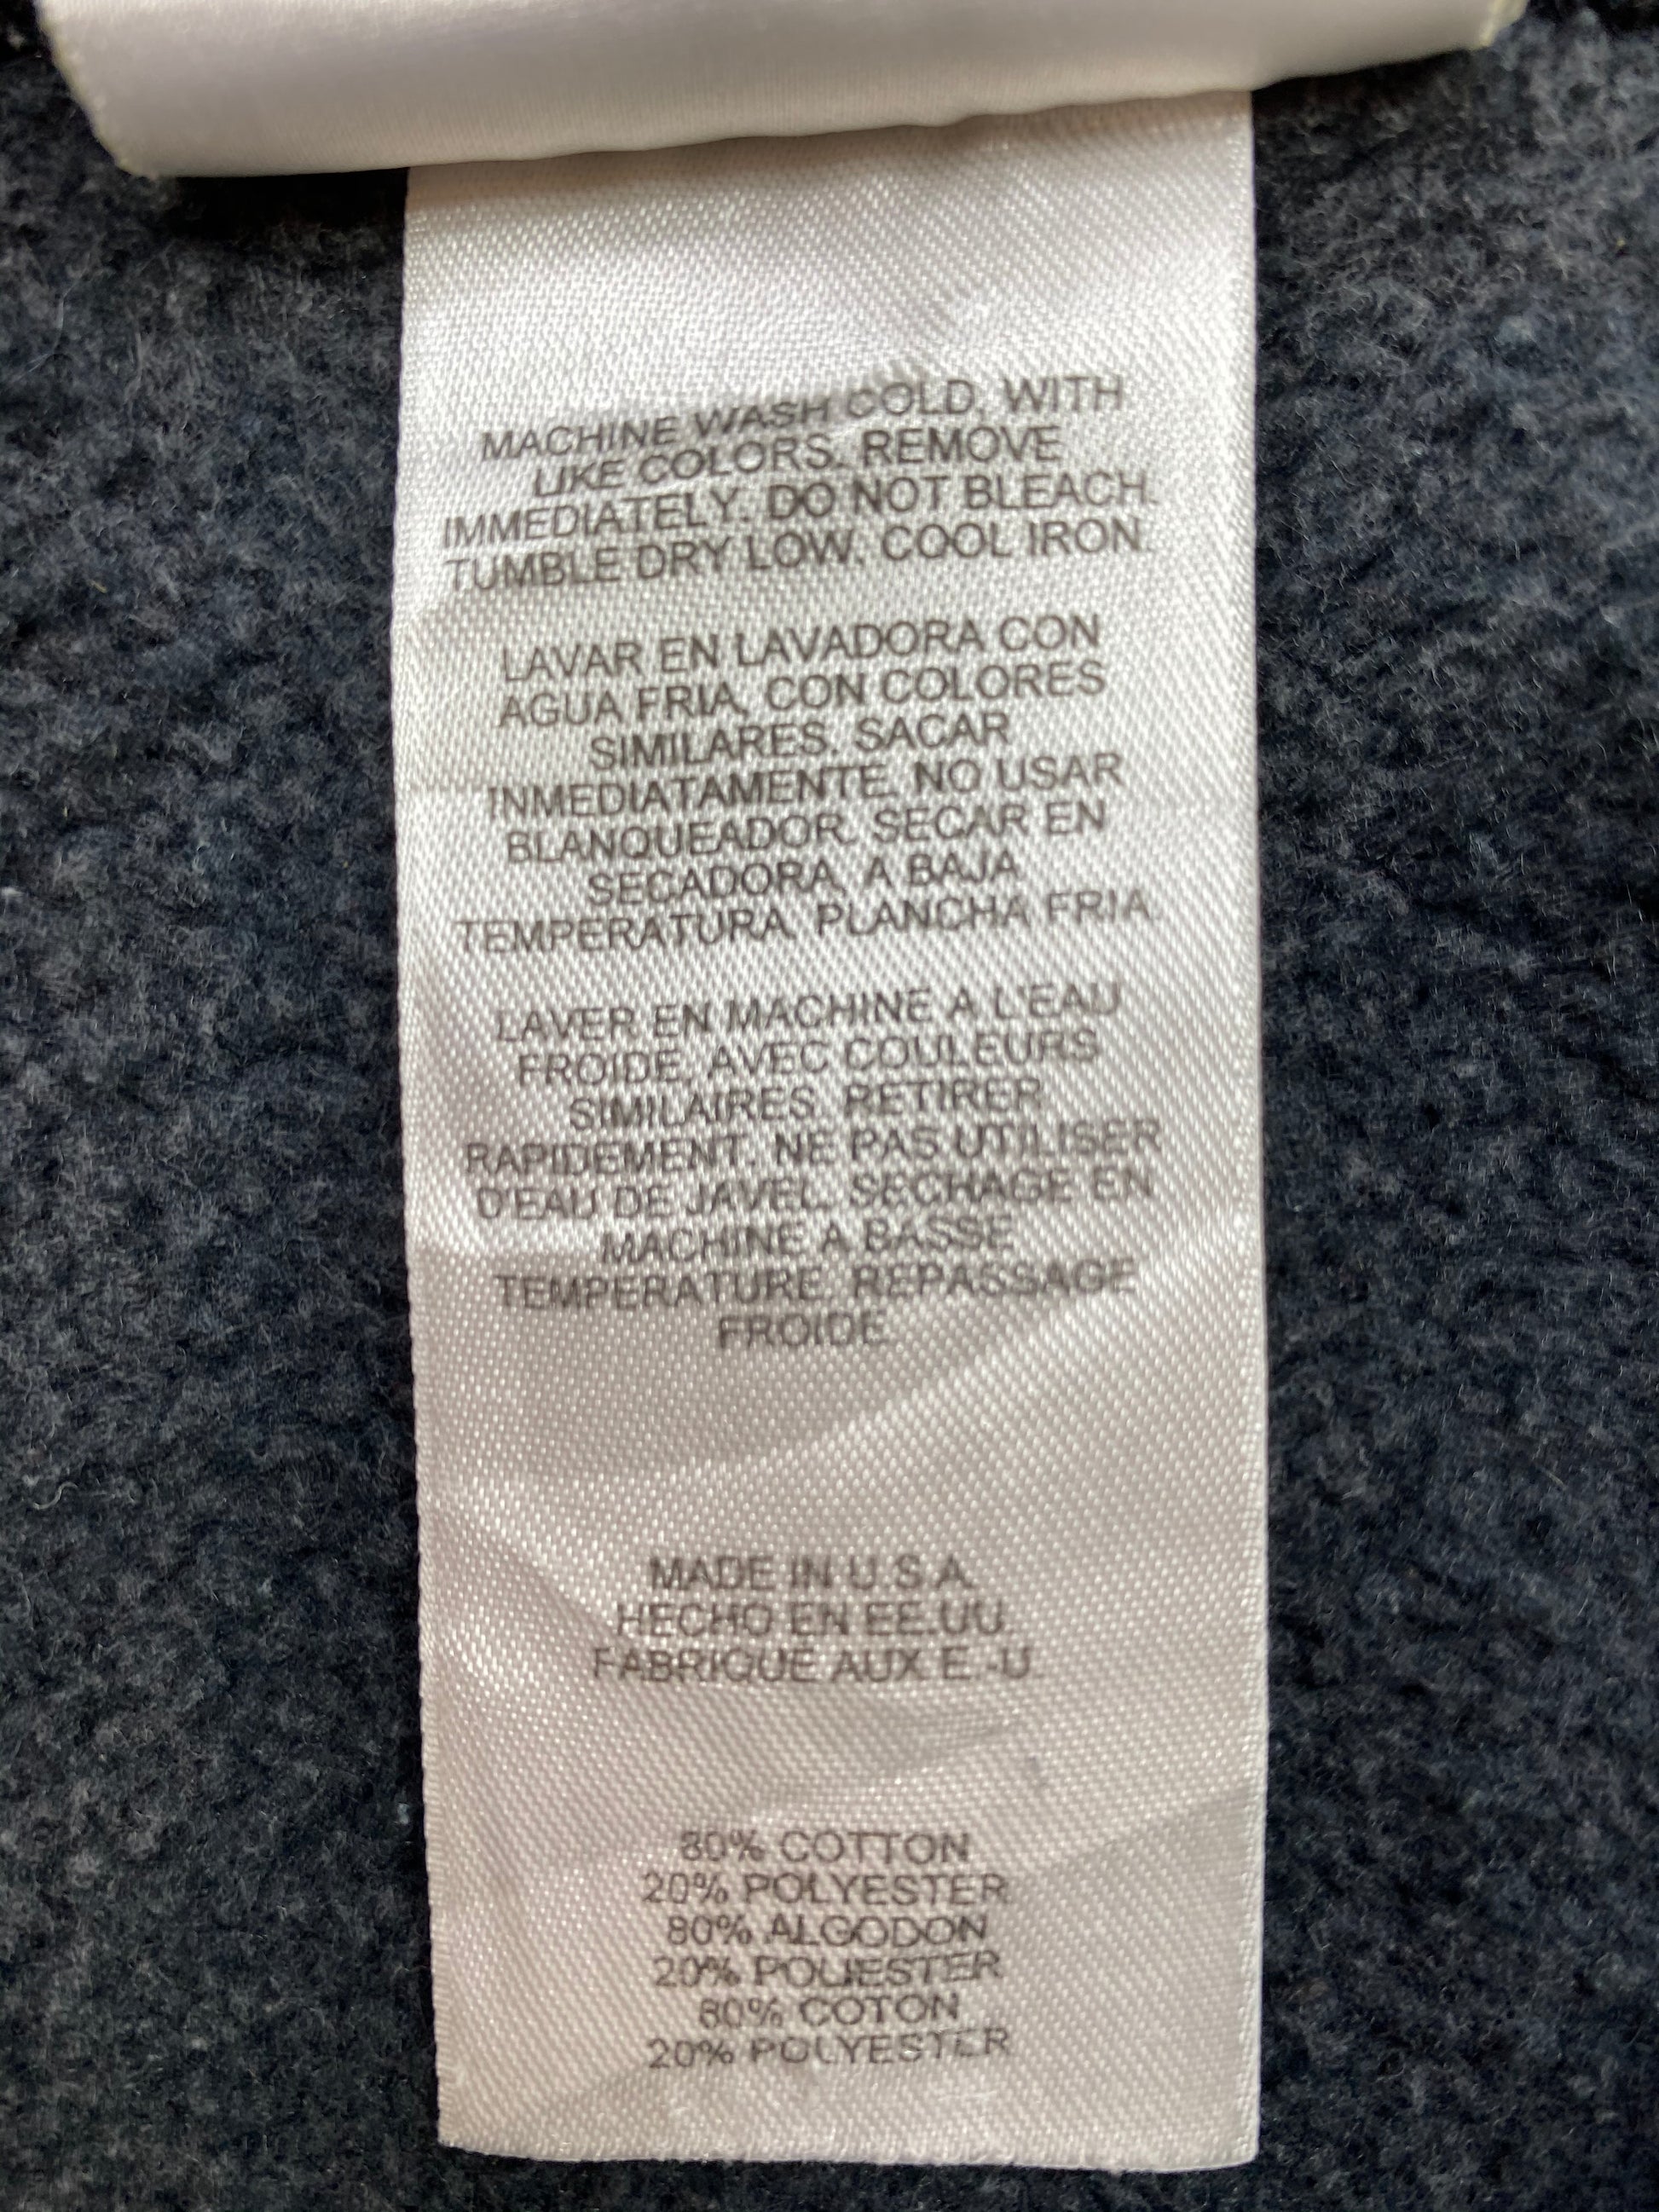 MACHINE WASH COLD, WITH
LIKE COLORS. REMOVE
IMMEDIATELY. DO NOT BLEACH.
TUMBLE DRY LOW. COOL IRON.
LAVAR EN LAVADORA CON
AGUA FRIA, CON COLORES
SIMILARES. SACAR
INMEDIATAMENTE. NO USAR
BLANQUEADOR. SECAR EN
SECADORA, A BAJA
TEMPERATURA. PLANCHA FRIA.
LAVER EN MACHINE A L'EAU
FROIDE, AVEC COULEURS
SIMILAIRES. RETIRER
RAPIDEMENT. NE PAS UTILISER
D'EAU DE JAVEL. SECHAGE EN
MACHINE A BASSE
TEMPERATURE. REPASSAGE
FROIDE.
MADE IN U.S.A.
HECHO EN EE.UU.
FABRIQUE AUX E.-U.
80% COTTON
20% POLYESTER
80% ALGODON
20% POLIESTER
80% COTON
20% POLYESTER